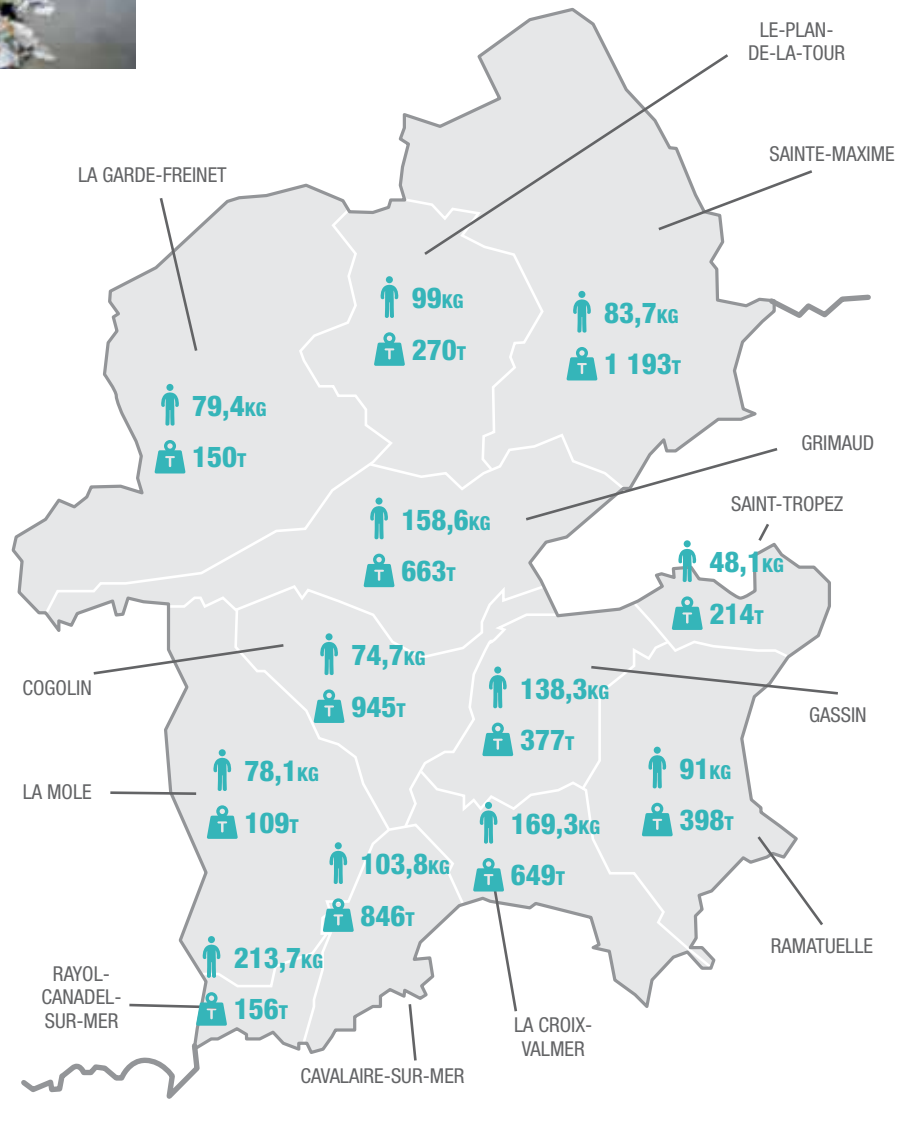 LE-PLAN-
DE-LA-TOUR
SAINTE-MAXIME
LA GARDE-FREINET
99KG
T 270T
83,7KG
T 1 193T
79,4KG
T 150T
GRIMAUD
SAINT-TROPEZ
158,6KG
T 663T
48,1KG
T 214T
COGOLIN
74,7KG
T 945T
138,3KG
T 377T
GASSIN
LA MOLE
78,1KG
T 109T
91KG
T 398T
169,3KG
T 649T
103,8KG
T 846T
RAMATUELLE
213,7KG
T 156T
RAYOL-
CANADEL-
SUR-MER
LA CROIX-
VALMER
CAVALAIRE-SUR-MER